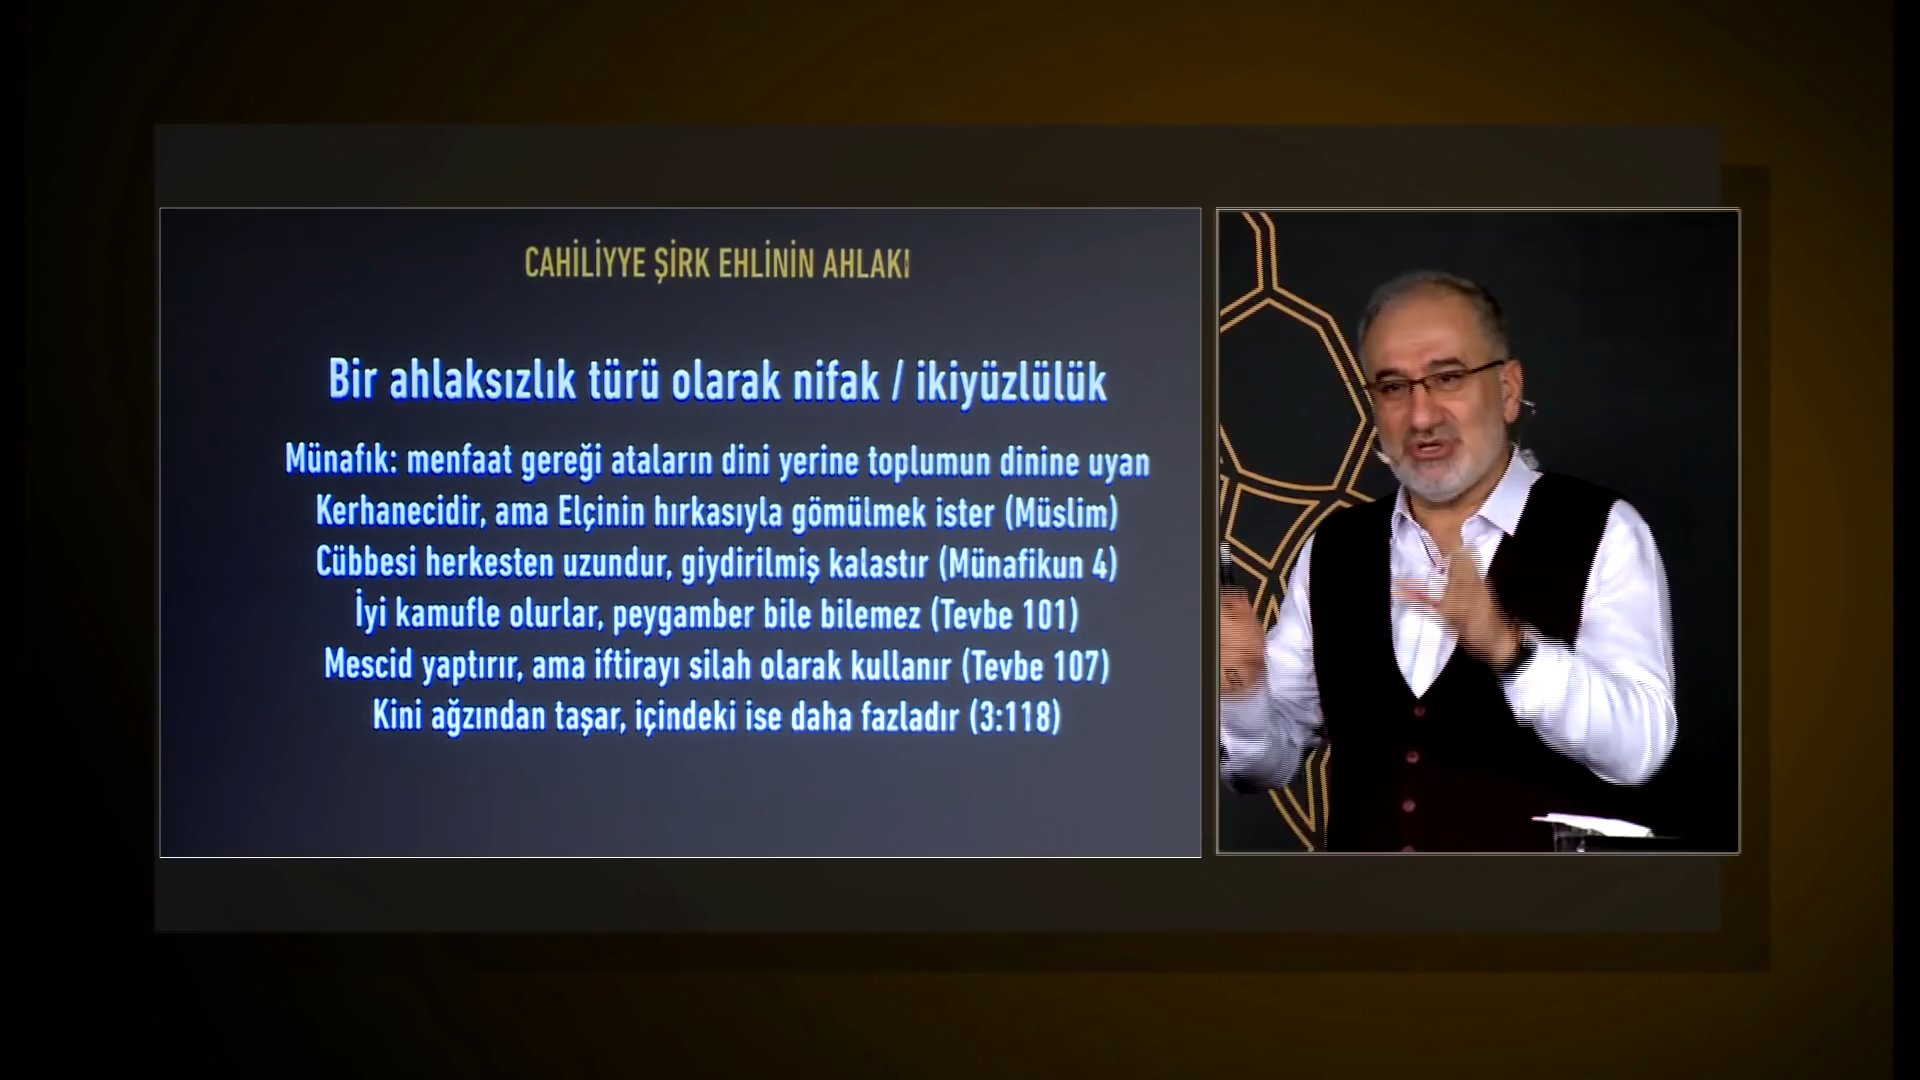 CAHİLİYYE ŞİRK EHLİNİN AHLAKI
Bir ahlaksızlık türü olarak nifak / ikiyüzlülük
Münafık: menfaat gereği ataların dini yerine toplumun dinine uyan
Kerhanecidir, ama Elçinin hırkasıyla gömülmek ister (Müslim)
Cübbesi herkesten uzundur, giydirilmiş kalastır (Münafikun 4)
İyi kamufle olurlar, peygamber bile bilemez (Tevbe 101)
Mescid yaptırır, ama iftirayı silah olarak kullanır (Tevbe 107)
Kini ağzından taşar, içindeki ise daha fazladır (3:118)